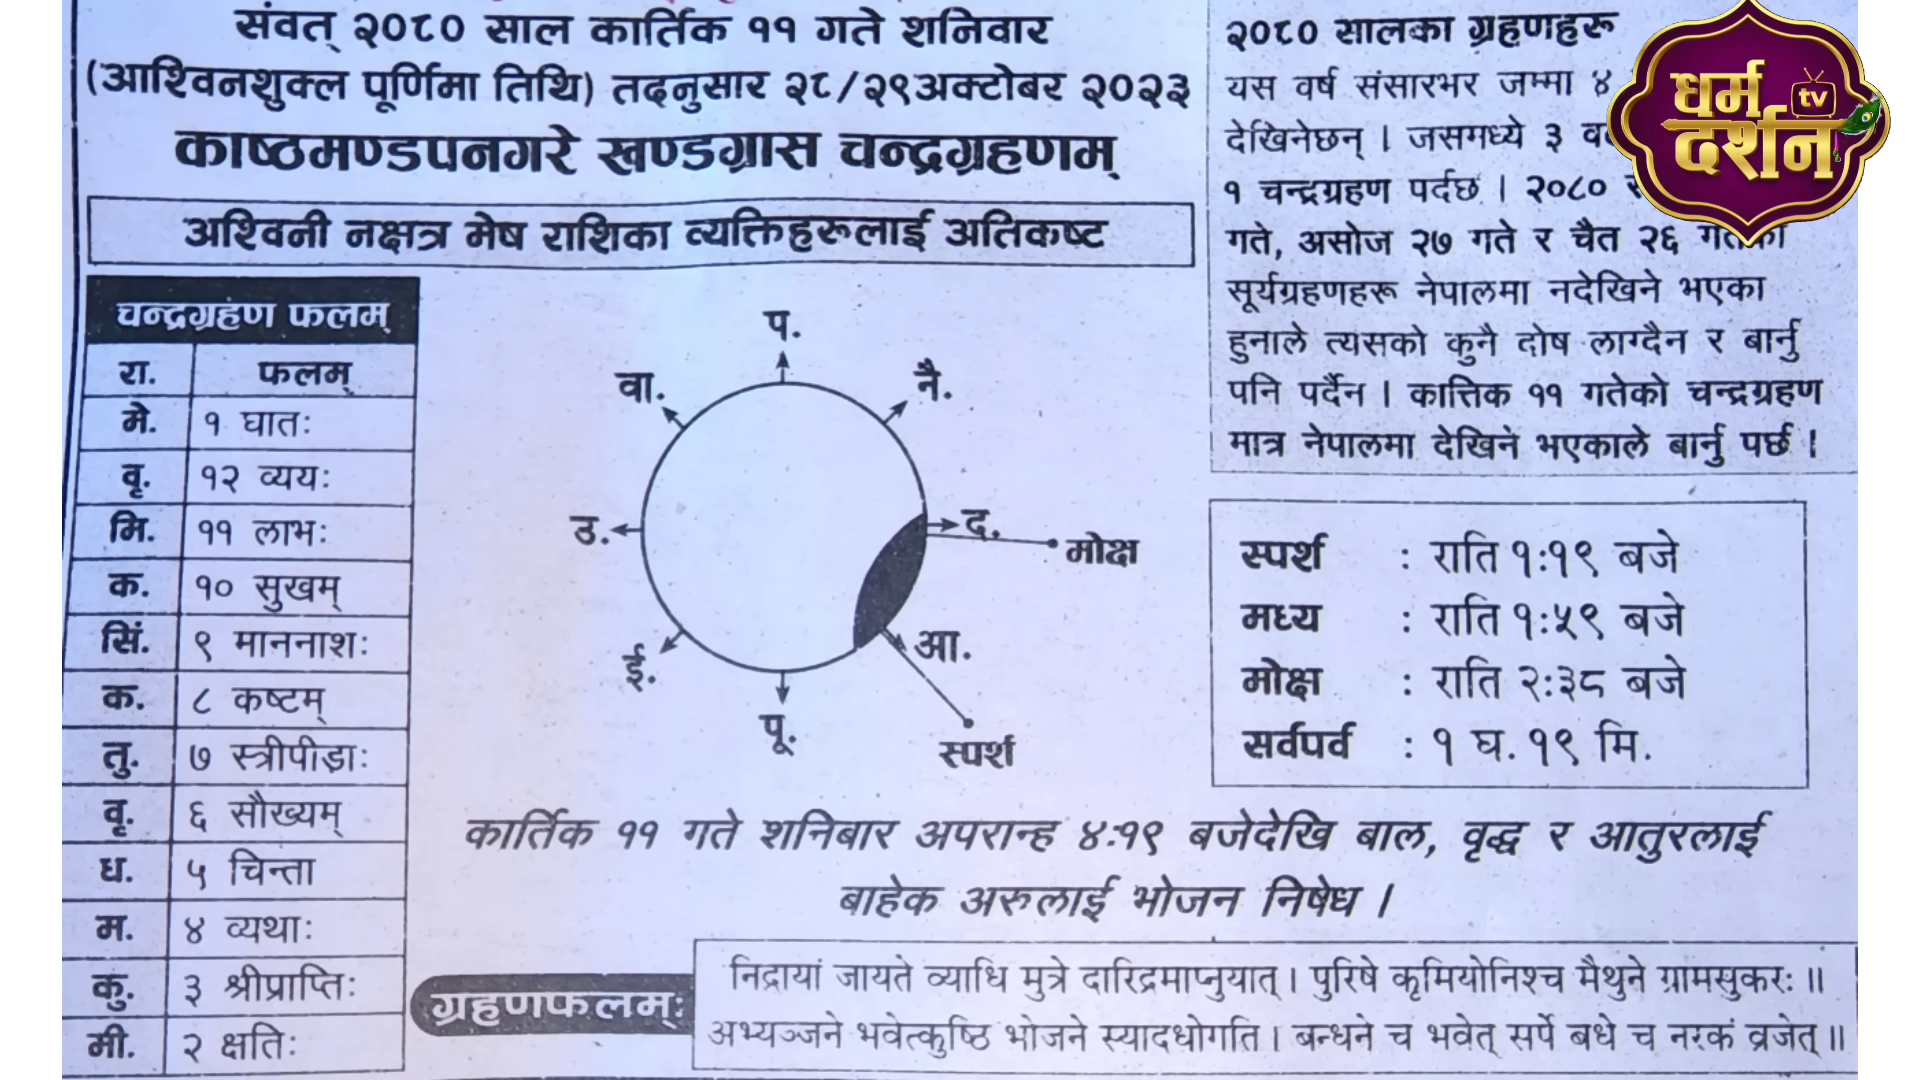 संवत् २०८० साल कार्तिक ११ गते शनिवार
(आश्विनशुक्ल पूर्णिमा तिथि) तदनुसार २८/२९अक्टोबर २०२३
काष्ठमण्डपनगरे खण्डग्रास चन्द्रग्रहणम्
अश्विनी नक्षत्र मेष राशिका व्यक्तिहरूलाई अतिकष्ट
चन्द्रग्रहण फलम्
रा. फलम्
मे. १ घातः
वृ. १२ व्ययः
मि. ११ लाभः
क. १० सुखम्
सिं. ९ माननाशः
क. ८ कष्टम्
तु. ७ स्त्रीपीडाः
वृ. ६ सौख्यम्
ध. ५ चिन्ता
म. ४ व्यथाः
कु. ३ श्रीप्राप्तिः
मी. २ क्षतिः
प.
वा.
नै.
उ.
द.
मोक्ष
ई.
आ.
पू.
स्पर्श
२०८० सालका ग्रहणहरू
यस वर्ष संसारभर जम्मा ४
देखिनेछन् । जसमध्ये ३
१ चन्द्रग्रहण पर्दछ । २०८०
गते, असोज २७ गते र चैत २६ गतेका
सूर्यग्रहणहरू नेपालमा नदेखिने भएका
हुनाले त्यसको कुनै दोष लाग्दैन र बार्नु
पनि पर्दैन । कात्तिक ११ गतेको चन्द्रग्रहण
मात्र नेपालमा देखिने भएकाले बार्नु पर्छ ।
धर्म tv
दर्शन
स्पर्श : राति १:१९ बजे
मध्य : राति १:५९ बजे
मोक्ष : राति २:३८ बजे
सर्वपर्व : १ घ. १९ मि.
कार्तिक ११ गते शनिबार अपरान्ह ४:१९ बजेदेखि बाल, वृद्ध र आतुरलाई
बाहेक अरुलाई भोजन निषेध ।
ग्रहणफलम्ः
निद्रायां जायते व्याधि मुत्रे दारिद्रमाप्नुयात् । पुरिषे कृमियोनिश्च मैथुने ग्रामसुकरः ॥
अभ्यञ्जने भवेत्कुष्ठि भोजने स्यादधोगति । बन्धने च भवेत् सर्पे बधे च नरकं व्रजेत् ॥